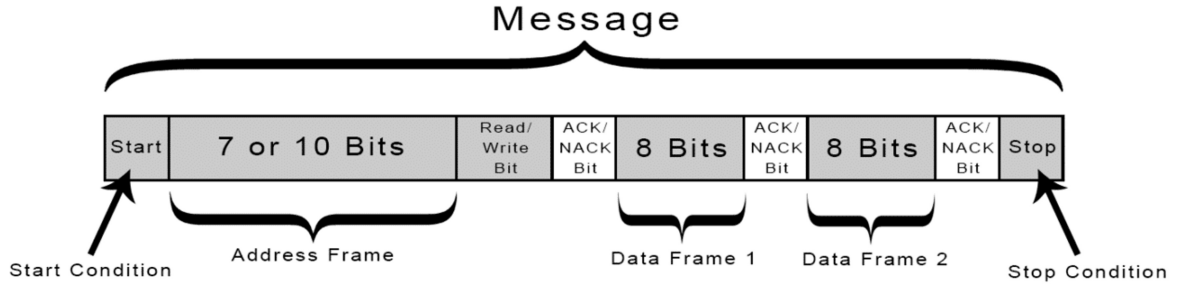 Message
Start
7 or 10 Bits
Read/
Write
Bit
ACK/
NACK
Bit
8 Bits
ACK/
NACK
Bit
8 Bits
ACK/
NACK
Bit
Stop
Start Condition
Address Frame
Data Frame 1
Data Frame 2
Stop Condition